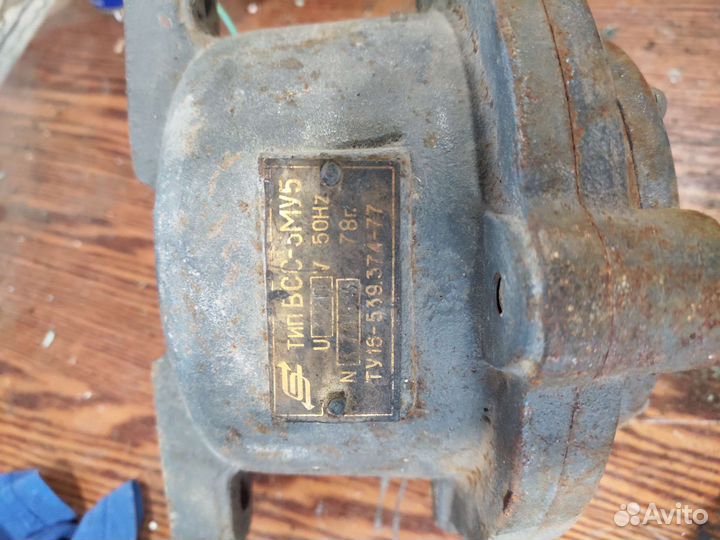 ТИП БСС-3МУ5
U V 50HZ
N 78г.
ТУ16-539.374-77
Avito